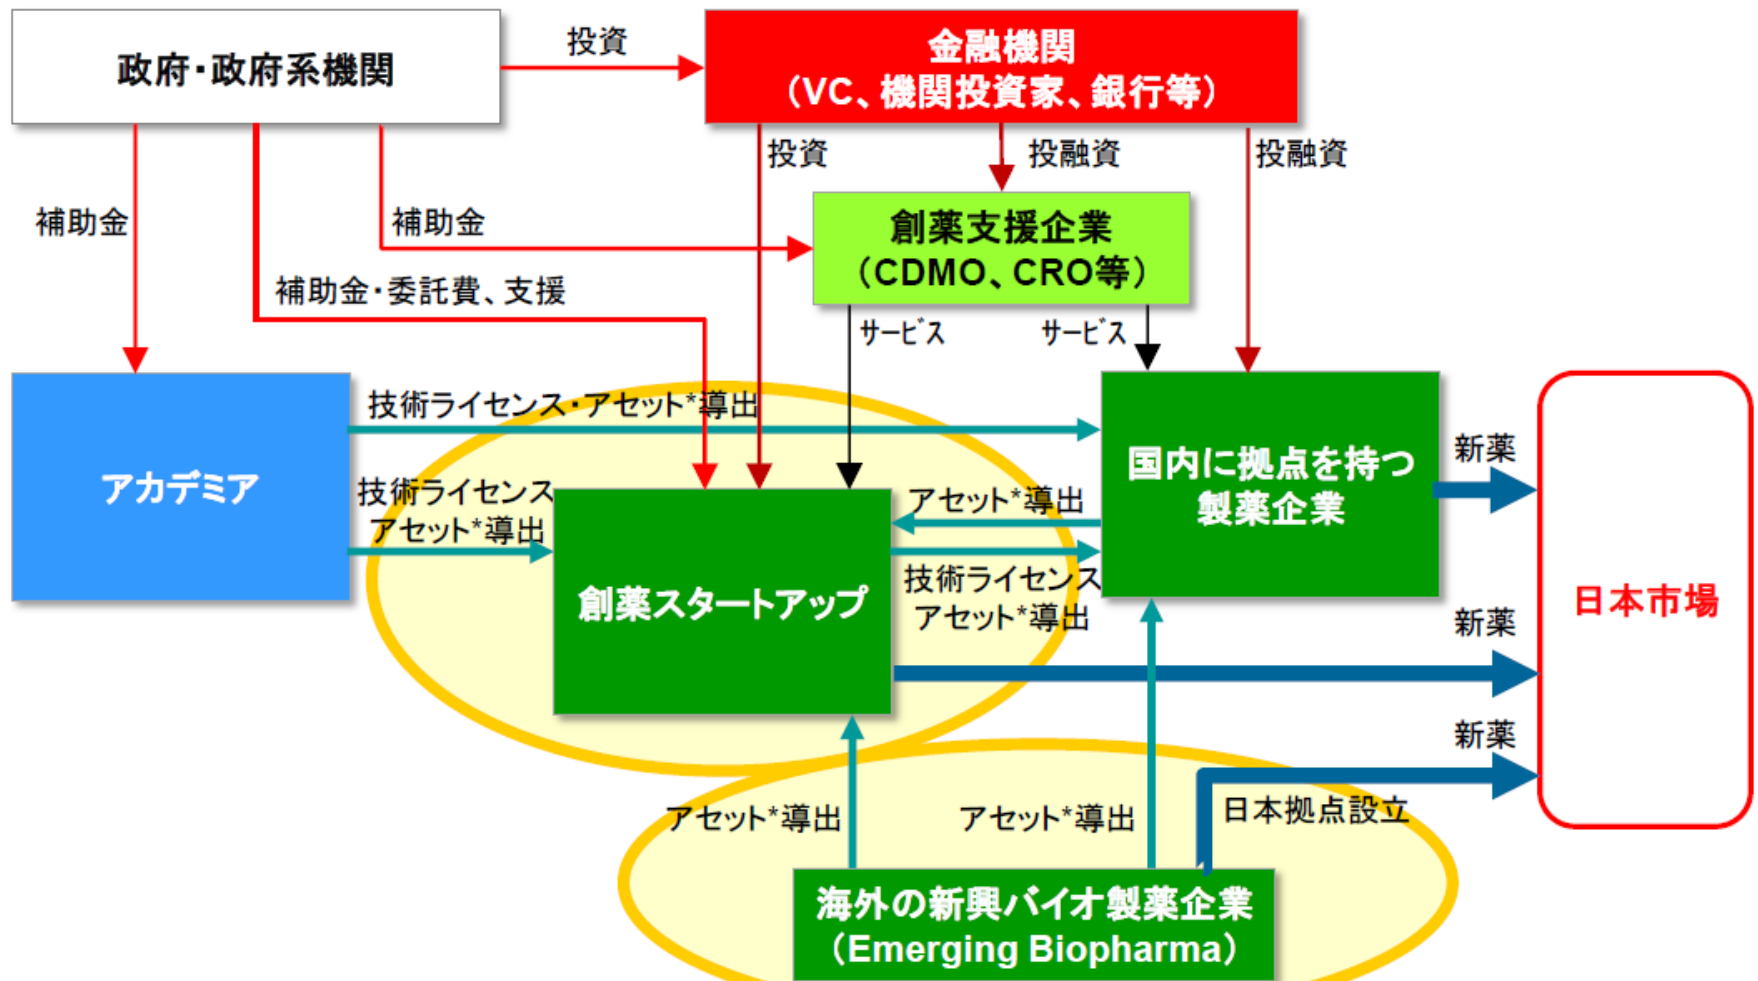 政府・政府系機関
投資
金融機関
(VC、機関投資家、銀行等)
投資
投融資
投融資
補助金
補助金
創薬支援企業
(CDMO、CRO等)
補助金・委託費、支援
サービス
サービス
アカデミア
技術ライセンス・アセット*導出
技術ライセンス
アセット*導出
創薬スタートアップ
アセット*導出
技術ライセンス
アセット*導出
国内に拠点を持つ
製薬企業
新薬
新薬
新薬
日本市場
アセット*導出
アセット*導出
日本拠点設立
海外の新興バイオ製薬企業
(Emerging Biopharma)